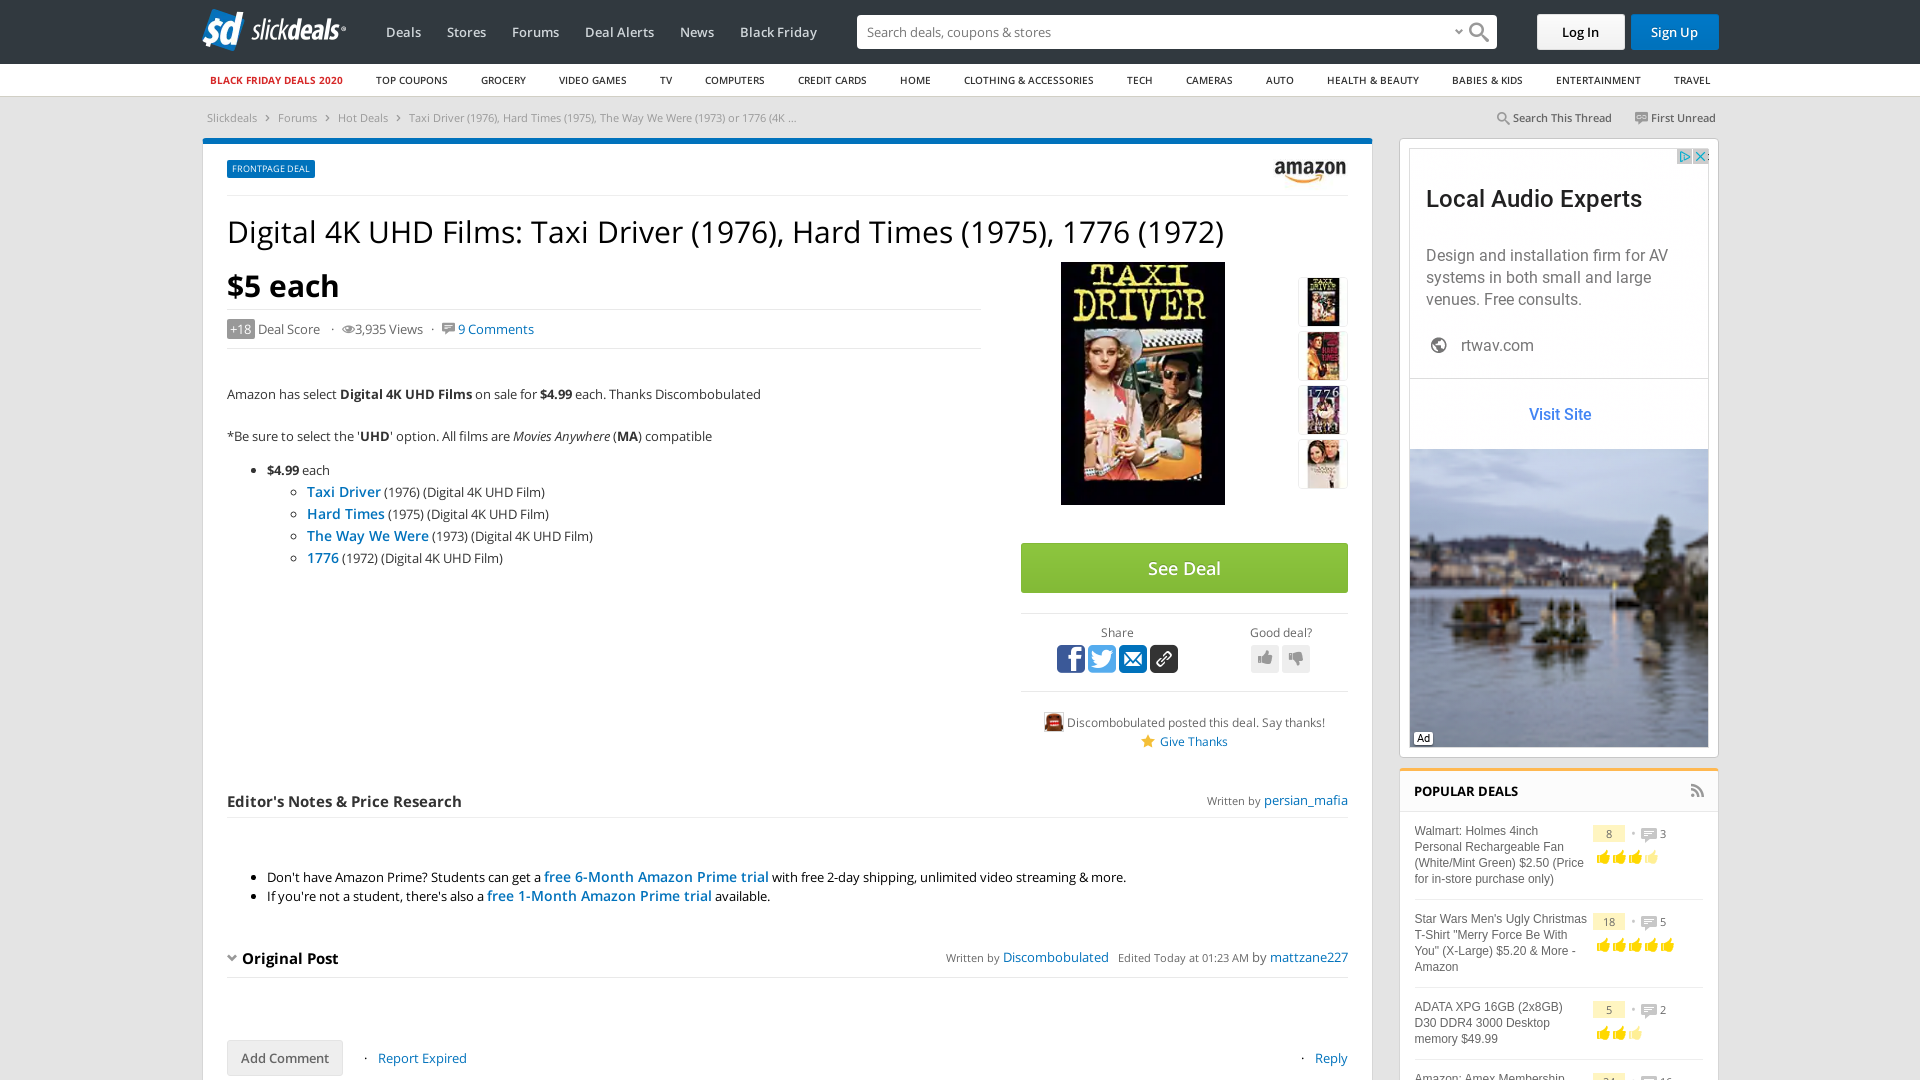 sd slickdeals
Deals Stores Forums Deal Alerts News Black Friday
Search deals, coupons & shopping
Log In
Sign Up
BLACK FRIDAY DEALS 2020 TOP COUPONS GROCERY VIDEO GAMES TV COMPUTERS CREDIT CARDS HOME CLOTHING & ACCESSORIES TECH CAMERAS AUTO HEALTH & BEAUTY BABIES & KIDS ENTERTAINMENT TRAVEL
Slickdeals › Forums › Hot Deals › Taxi Driver (1976), Hard Times (1975), The Way We Were (1973) or 1776 (4K ...
Search This Thread
First Unread
FRONTPAGE DEAL
amazon
Digital 4K UHD Films: Taxi Driver (1976), Hard Times (1975), 1776 (1972)
$5 each
+18 Deal Score · 3,935 Views · 9 Comments
TAXI DRIVER
Amazon has select Digital 4K UHD Films on sale for $4.99 each. Thanks Discombobulated
*Be sure to select the 'UHD' option. All films are Movies Anywhere (MA) compatible
$4.99 each
Taxi Driver (1976) (Digital 4K UHD Film)
Hard Times (1975) (Digital 4K UHD Film)
The Way We Were (1973) (Digital 4K UHD Film)
1776 (1972) (Digital 4K UHD Film)
1776
See Deal
Share
Good deal?
Discombobulated posted this deal. Say thanks!
Give Thanks
Editor's Notes & Price Research
Written by persian_mafia
Don't have Amazon Prime? Students can get a free 6-Month Amazon Prime trial with free 2-day shipping, unlimited video streaming & more.
If you're not a student, there's also a free 1-Month Amazon Prime trial available.
Original Post
Written by Discombobulated Edited Today at 01:23 AM by mattzane227
Add Comment
· Report Expired
· Reply
Local Audio Experts
Design and installation firm for AV
systems in both small and large
venues. Free consults.
rtwav.com
Visit Site
Ad
POPULAR DEALS
Walmart: Holmes 4inch
Personal Rechargeable Fan
(White/Mint Green) $2.50 (Price
for in-store purchase only)
8 • 3
Star Wars Men's Ugly Christmas
T-Shirt "Merry Force Be With
You" (X-Large) $5.20 & More -
Amazon
18 • 5
ADATA XPG 16GB (2x8GB)
D30 DDR4 3000 Desktop
memory $49.99
5 • 2
Amazon: Amex Membership